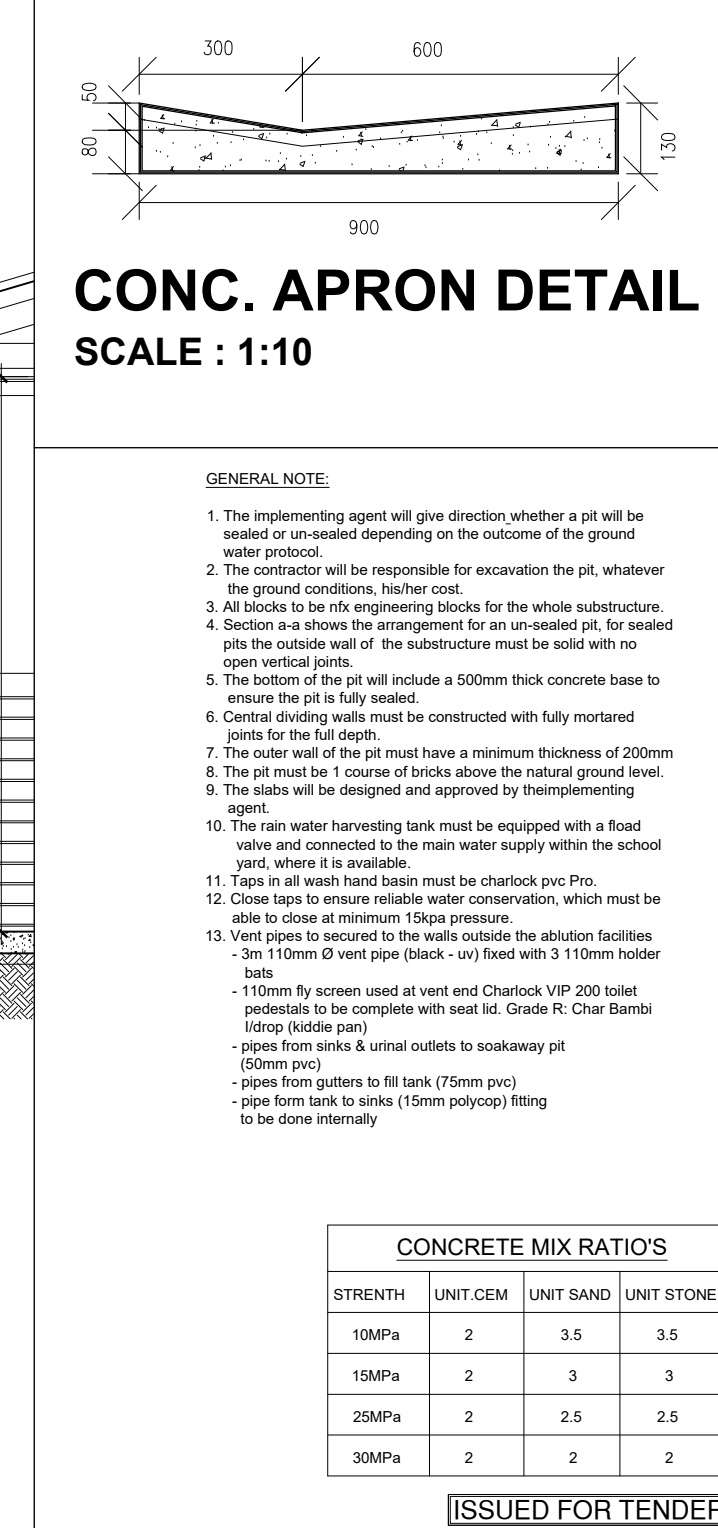 300
600
50
80
130
900
CONC. APRON DETAIL
SCALE : 1:10
GENERAL NOTE:
1. The implementing agent will give direction whether a pit will be
sealed or un-sealed depending on the outcome of the ground
water protocol.
2. The contractor will be responsible for excavation the pit, whatever
the ground conditions, his/her cost.
3. All blocks to be nfx engineering blocks for the whole substructure.
4. Section a-a shows the arrangement for an un-sealed pit, for sealed
pits the outside wall of the substructure must be solid with no
open vertical joints.
5. The bottom of the pit will include a 500mm thick concrete base to
ensure the pit is fully sealed.
6. Central dividing walls must be constructed with fully mortared
joints for the full depth.
7. The outer wall of the pit must have a minimum thickness of 200mm
8. The pit must be 1 course of bricks above the natural ground level.
9. The slabs will be designed and approved by theimplementing
agent.
10. The rain water harvesting tank must be equipped with a fload
valve and connected to the main water supply within the school
yard, where it is available.
11. Taps in all wash hand basin must be charlock pvc Pro.
12. Close taps to ensure reliable water conservation, which must be
able to close at minimum 15kpa pressure.
13. Vent pipes to secured to the walls outside the ablution facilities
- 3m 110mm Ø vent pipe (black - uv) fixed with 3 110mm holder
bats
- 110mm fly screen used at vent end Charlock VIP 200 toilet
pedestals to be complete with seat lid. Grade R: Char Bambi
l/drop (kiddie pan)
- pipes from sinks & urinal outlets to soakaway pit
(50mm pvc)
- pipes from gutters to fill tank (75mm pvc)
- pipe form tank to sinks (15mm polycop) fitting
to be done internally
CONCRETE MIX RATIO'S
STRENTH UNIT.CEM UNIT SAND UNIT STONE
10MPa 2 3.5 3.5
15MPa 2 3 3
25MPa 2 2.5 2.5
30MPa 2 2 2
ISSUED FOR TENDER